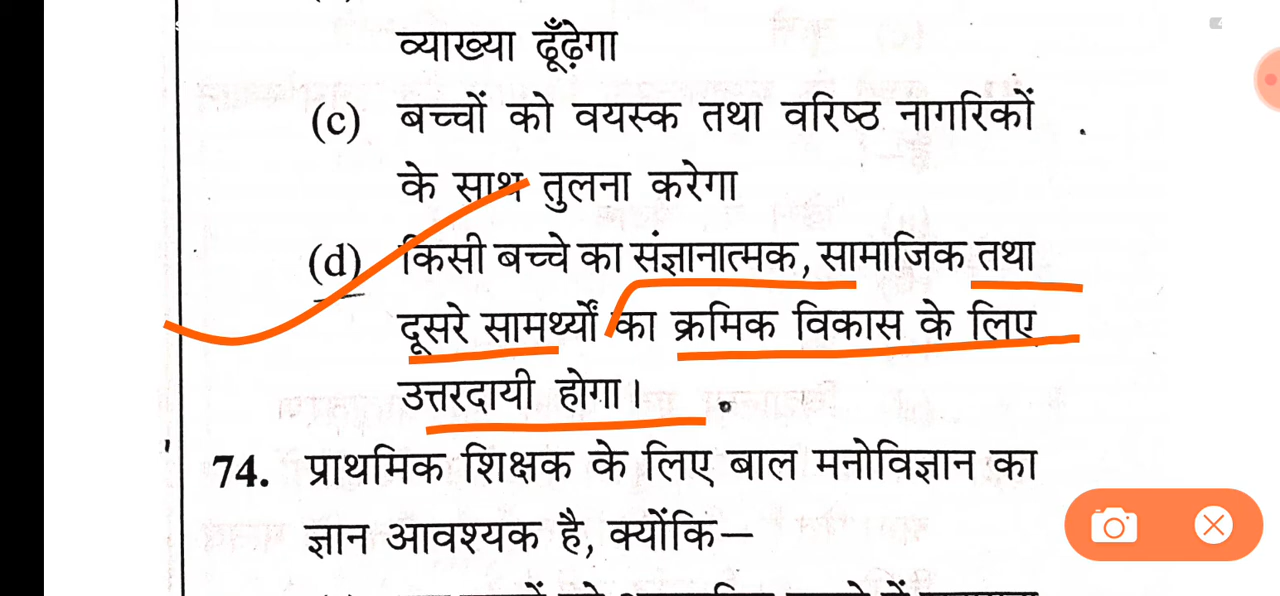 व्याख्या ढूँढ़ेगा
(c) बच्चों को वयस्क तथा वरिष्ठ नागरिकों
के साथ तुलना करेगा
(d) किसी बच्चे का संज्ञानात्मक, सामाजिक तथा
दूसरे सामर्थ्यों का क्रमिक विकास के लिए
उत्तरदायी होगा।
74. प्राथमिक शिक्षक के लिए बाल मनोविज्ञान का
ज्ञान आवश्यक है, क्योंकि—